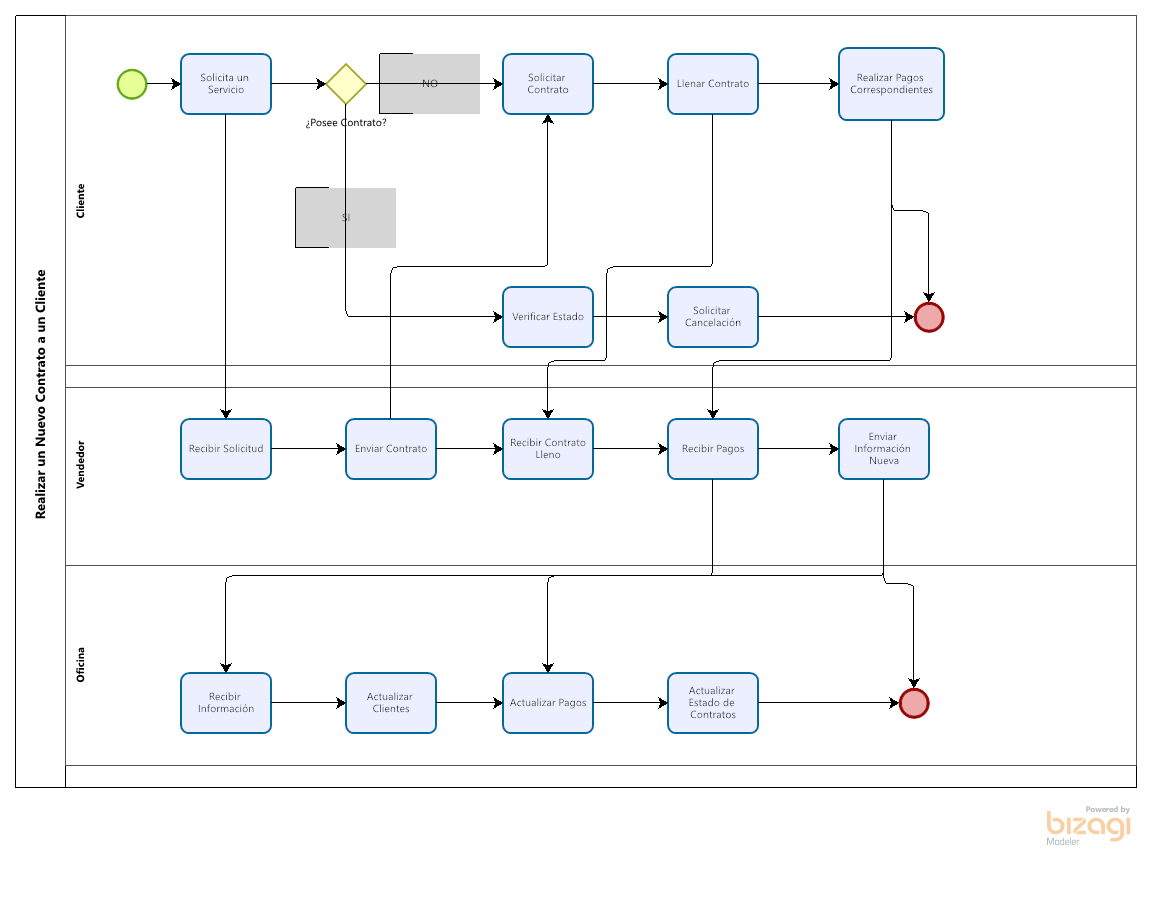 Realizar un Nuevo Contrato a un Cliente
Cliente
Solicita un
Servicio
¿Posee Contrato?
NO
SI
Solicitar
Contrato
Llenar Contrato
Realizar Pagos
Correspondientes
Verificar Estado
Solicitar
Cancelación
Vendedor
Recibir Solicitud
Enviar Contrato
Recibir Contrato
Lleno
Recibir Pagos
Enviar
Información
Nueva
Oficina
Recibir
Información
Actualizar
Clientes
Actualizar Pagos
Actualizar
Estado de
Contratos
Powered by
bizagi
Modeler